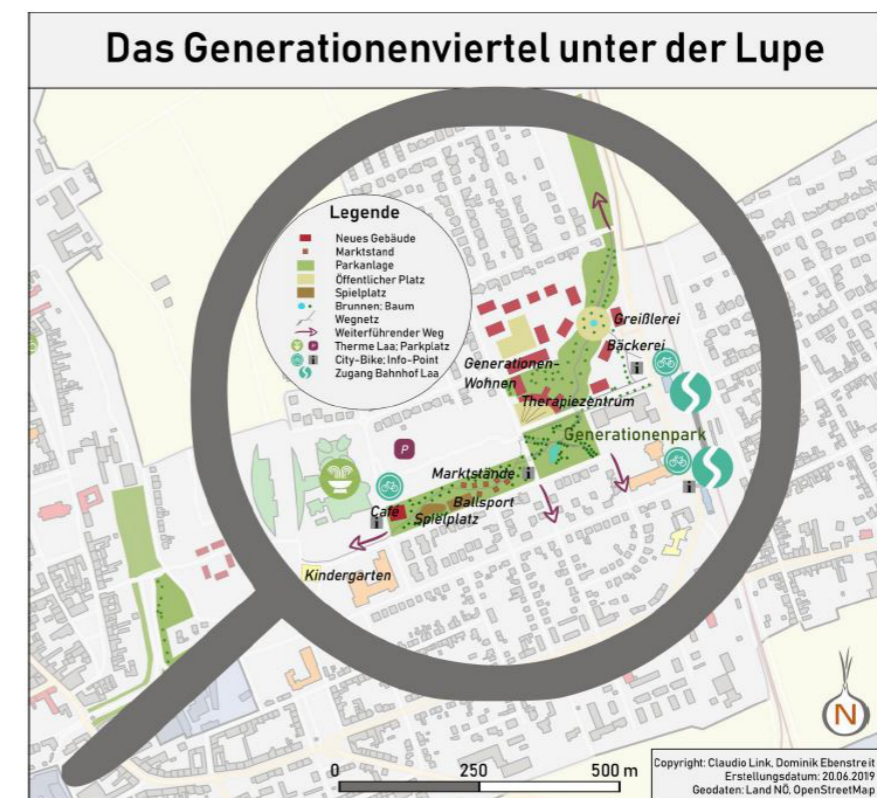 Das Generationenviertel unter der Lupe
Legende
Neues Gebäude
Marktstand
Parkanlage
Öffentlicher Platz
Spielplatz
Brunnen; Baum
Wegnetz
Weiterführender Weg
Therme Laa; Parkplatz
P
City-Bike; Info-Point
i
Zugang Bahnhof Laa
Greißlerei
Bäckerei
i
Generationen-
Wohnen
Therapiezentrum
Generationenpark
P
Marktstände
i
i
Ballsport
Café
Spielplatz
i
Kindergarten
N
0 250 500 m
Copyright: Claudio Link, Dominik Ebenstreit
Erstellungsdatum: 20.06.2019
Geodaten: Land NÖ, OpenStreetMap